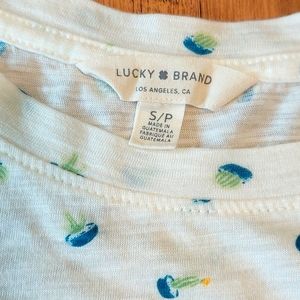 LUCKY BRAND
LOS ANGELES, CA
S/P
MADE IN
GUATEMALA
FABRIQUÉ AU
GUATEMALA